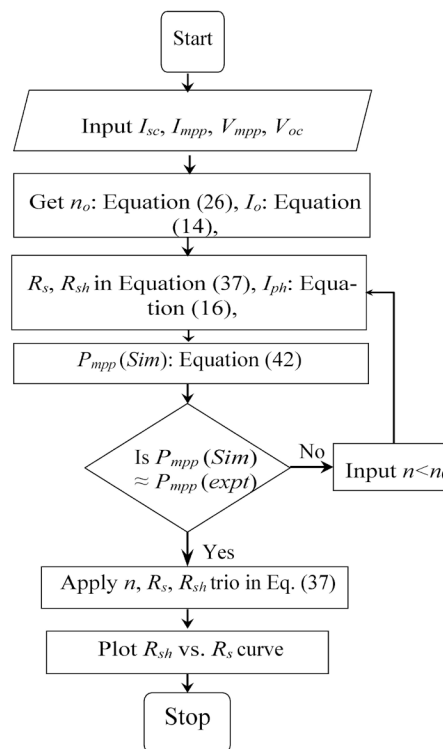 Start
Input Isc, Impp, Vmpp, Voc
Get no: Equation (26), Io: Equation
(14),
Rs, Rsh in Equation (37), Iph: Equa-
tion (16),
Pmpp (Sim): Equation (42)
Is Pmpp (Sim)
≈ Pmpp (expt)
No
Input n<n
Yes
Apply n, Rs, Rsh trio in Eq. (37)
Plot Rsh vs. Rs curve
Stop